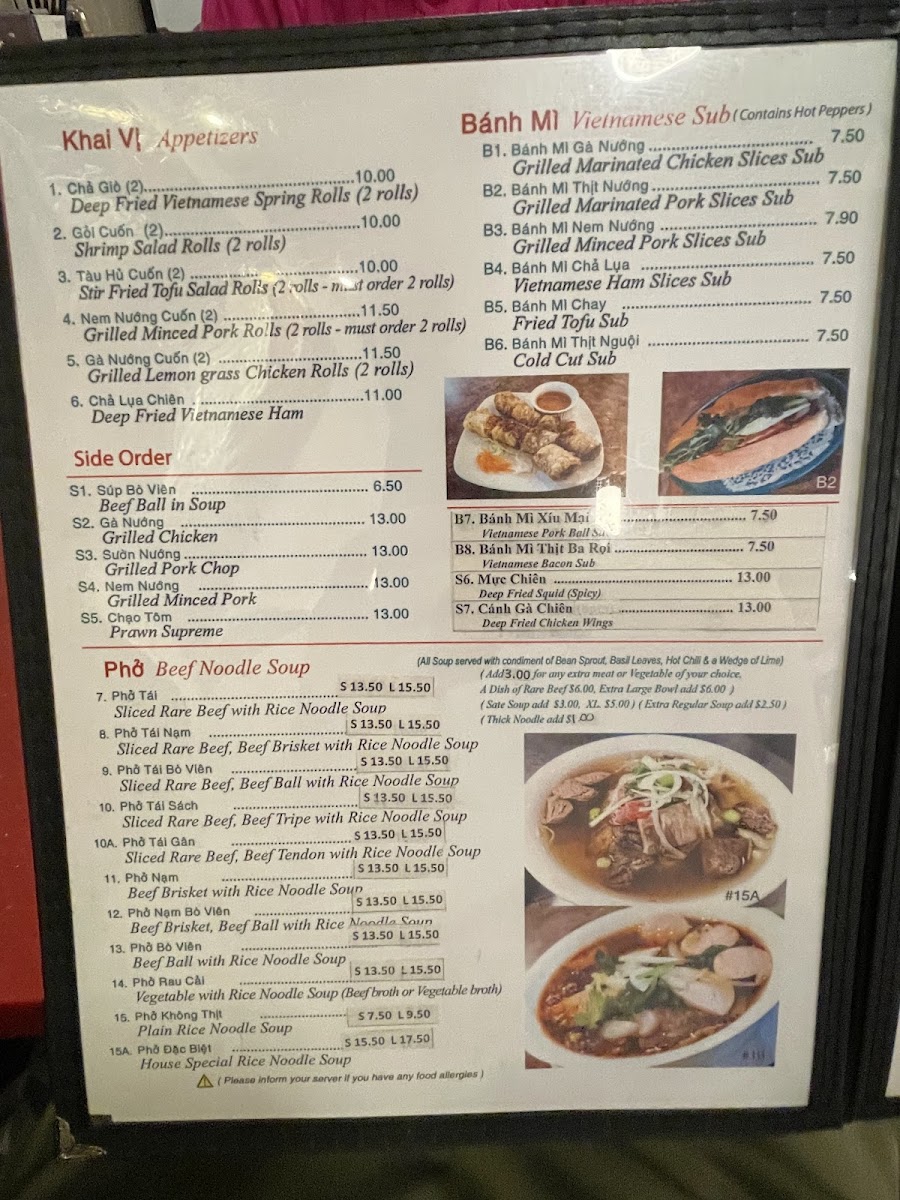 Khai Vị Appetizers
1. Chả Giò (2)..........10.00
Deep Fried Vietnamese Spring Rolls (2 rolls)
2. Gỏi Cuốn (2)..........10.00
Shrimp Salad Rolls (2 rolls)
3. Tàu Hủ Cuốn (2) ..........10.00
Stir Fried Tofu Salad Rolls (2 rolls - must order 2 rolls)
4. Nem Nướng Cuốn (2) ..........11.50
Grilled Minced Pork Rolls (2 rolls - must order 2 rolls)
5. Gà Nướng Cuốn (2) ..........11.50
Grilled Lemon grass Chicken Rolls (2 rolls)
6. Chả Lụa Chiên ..........11.00
Deep Fried Vietnamese Ham
Side Order
S1. Súp Bò Viên .......... 6.50
Beef Ball in Soup
S2. Gà Nướng .......... 13.00
Grilled Chicken
S3. Sườn Nướng .......... 13.00
Grilled Pork Chop
S4. Nem Nướng .......... 13.00
Grilled Minced Pork
S5. Chạo Tôm .......... 13.00
Prawn Supreme
Bánh Mì Vietnamese Sub (Contains Hot Peppers)
B1. Bánh Mì Gà Nướng .......... 7.50
Grilled Marinated Chicken Slices Sub
B2. Bánh Mì Thịt Nướng .......... 7.50
Grilled Marinated Pork Slices Sub
B3. Bánh Mì Nem Nướng .......... 7.90
Grilled Minced Pork Slices Sub
B4. Bánh Mì Chả Lụa .......... 7.50
Vietnamese Ham Slices Sub
B5. Bánh Mì Chay .......... 7.50
Fried Tofu Sub
B6. Bánh Mì Thịt Nguội .......... 7.50
Cold Cut Sub
#1
B2
B7. Bánh Mì Xíu Mại .......... 7.50
Vietnamese Pork Ball
B8. Bánh Mì Thịt Ba Rọi .......... 7.50
Vietnamese Bacon Sub
S6. Mực Chiên .......... 13.00
Deep Fried Squid (Spicy)
S7. Cánh Gà Chiên .......... 13.00
Deep Fried Chicken Wings
Phở Beef Noodle Soup
(All Soup served with condiment of Bean Sprout, Basil Leaves, Hot Chili & a Wedge of Lime)
(Add 3.00 for any extra meat or Vegetable of your choice,
A Dish of Rare Beef $6.00, Extra Large Bowl add $6.00 )
( Sate Soup add $3.00, XL. $5.00 ) ( Extra Regular Soup add $2.50 )
( Thick Noodle add $1.00
7. Phở Tái .......... S 13.50 L 15.50
Sliced Rare Beef with Rice Noodle Soup
8. Phở Tái Nạm .......... S 13.50 L 15.50
Sliced Rare Beef, Beef Brisket with Rice Noodle Soup
9. Phở Tái Bò Viên .......... S 13.50 L 15.50
Sliced Rare Beef, Beef Ball with Rice Noodle Soup
10. Phở Tái Sách .......... S 13.50 L 15.50
Sliced Rare Beef, Beef Tripe with Rice Noodle Soup
10A. Phở Tái Gân .......... S 13.50 L 15.50
Sliced Rare Beef, Beef Tendon with Rice Noodle Soup
11. Phở Nạm .......... S 13.50 L 15.50
Beef Brisket with Rice Noodle Soup
12. Phở Nạm Bò Viên .......... S 13.50 L 15.50
Beef Brisket, Beef Ball with Rice Noodle Soup
13. Phở Bò Viên .......... S 13.50 L 15.50
Beef Ball with Rice Noodle Soup
14. Phở Rau Cải .......... S 13.50 L 15.50
Vegetable with Rice Noodle Soup (Beef broth or Vegetable broth)
15. Phở Không Thịt .......... S 7.50 L 9.50
Plain Rice Noodle Soup
15A. Phở Đặc Biệt .......... S 15.50 L 17.50
House Special Rice Noodle Soup
( Please inform your server if you have any food allergies )
#15A